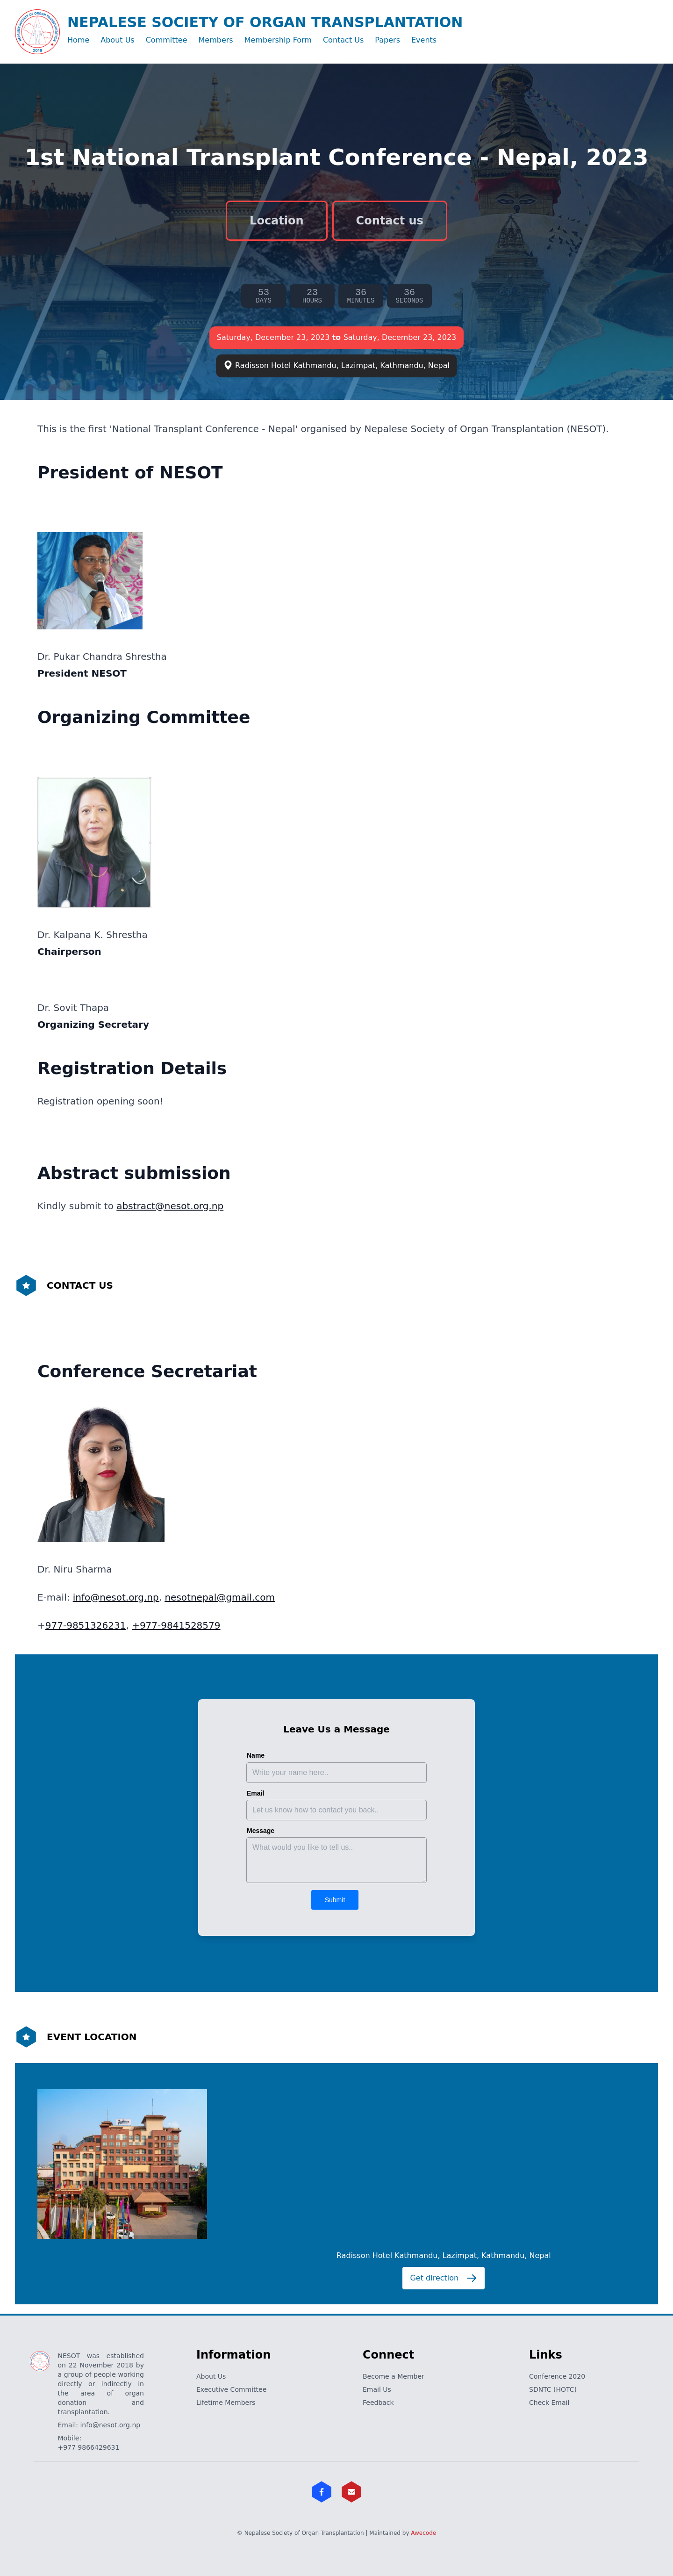 NEPALESE SOCIETY OF ORGAN TRANSPLANTATION
Home About Us Committee Members Membership Form Contact Us Papers Events
1st National Transplant Conference - Nepal, 2023
Location Contact us
53 23 36 36
DAYS HOURS MINUTES SECONDS
Saturday, December 23, 2023 to Saturday, December 23, 2023
Radisson Hotel Kathmandu, Lazimpat, Kathmandu, Nepal
This is the first 'National Transplant Conference - Nepal' organised by Nepalese Society of Organ Transplantation (NESOT).
President of NESOT
Dr. Pukar Chandra Shrestha
President NESOT
Organizing Committee
Dr. Kalpana K. Shrestha
Chairperson
Dr. Sovit Thapa
Organizing Secretary
Registration Details
Registration opening soon!
Abstract submission
Kindly submit to abstract@nesot.org.np
CONTACT US
Conference Secretariat
Dr. Niru Sharma
E-mail: info@nesot.org.np, nesotnepal@gmail.com
+977-9851326231, +977-9841528579
Leave Us a Message
Name
Write your name here..
Email
Let us know how to contact you back..
Message
What would you like to tell us..
Submit
EVENT LOCATION
Radisson Hotel Kathmandu, Lazimpat, Kathmandu, Nepal
Get direction
NESOT was established
on 22 November 2018 by
a group of people working
directly or indirectly in
the area of organ
donation and
transplantation.
Email: info@nesot.org.np
Mobile:
+977 9866429631
Information
About Us
Executive Committee
Lifetime Members
Connect
Become a Member
Email Us
Feedback
Links
Conference 2020
SDNTC (HOTC)
Check Email
© Nepalese Society of Organ Transplantation | Maintained by Awecode